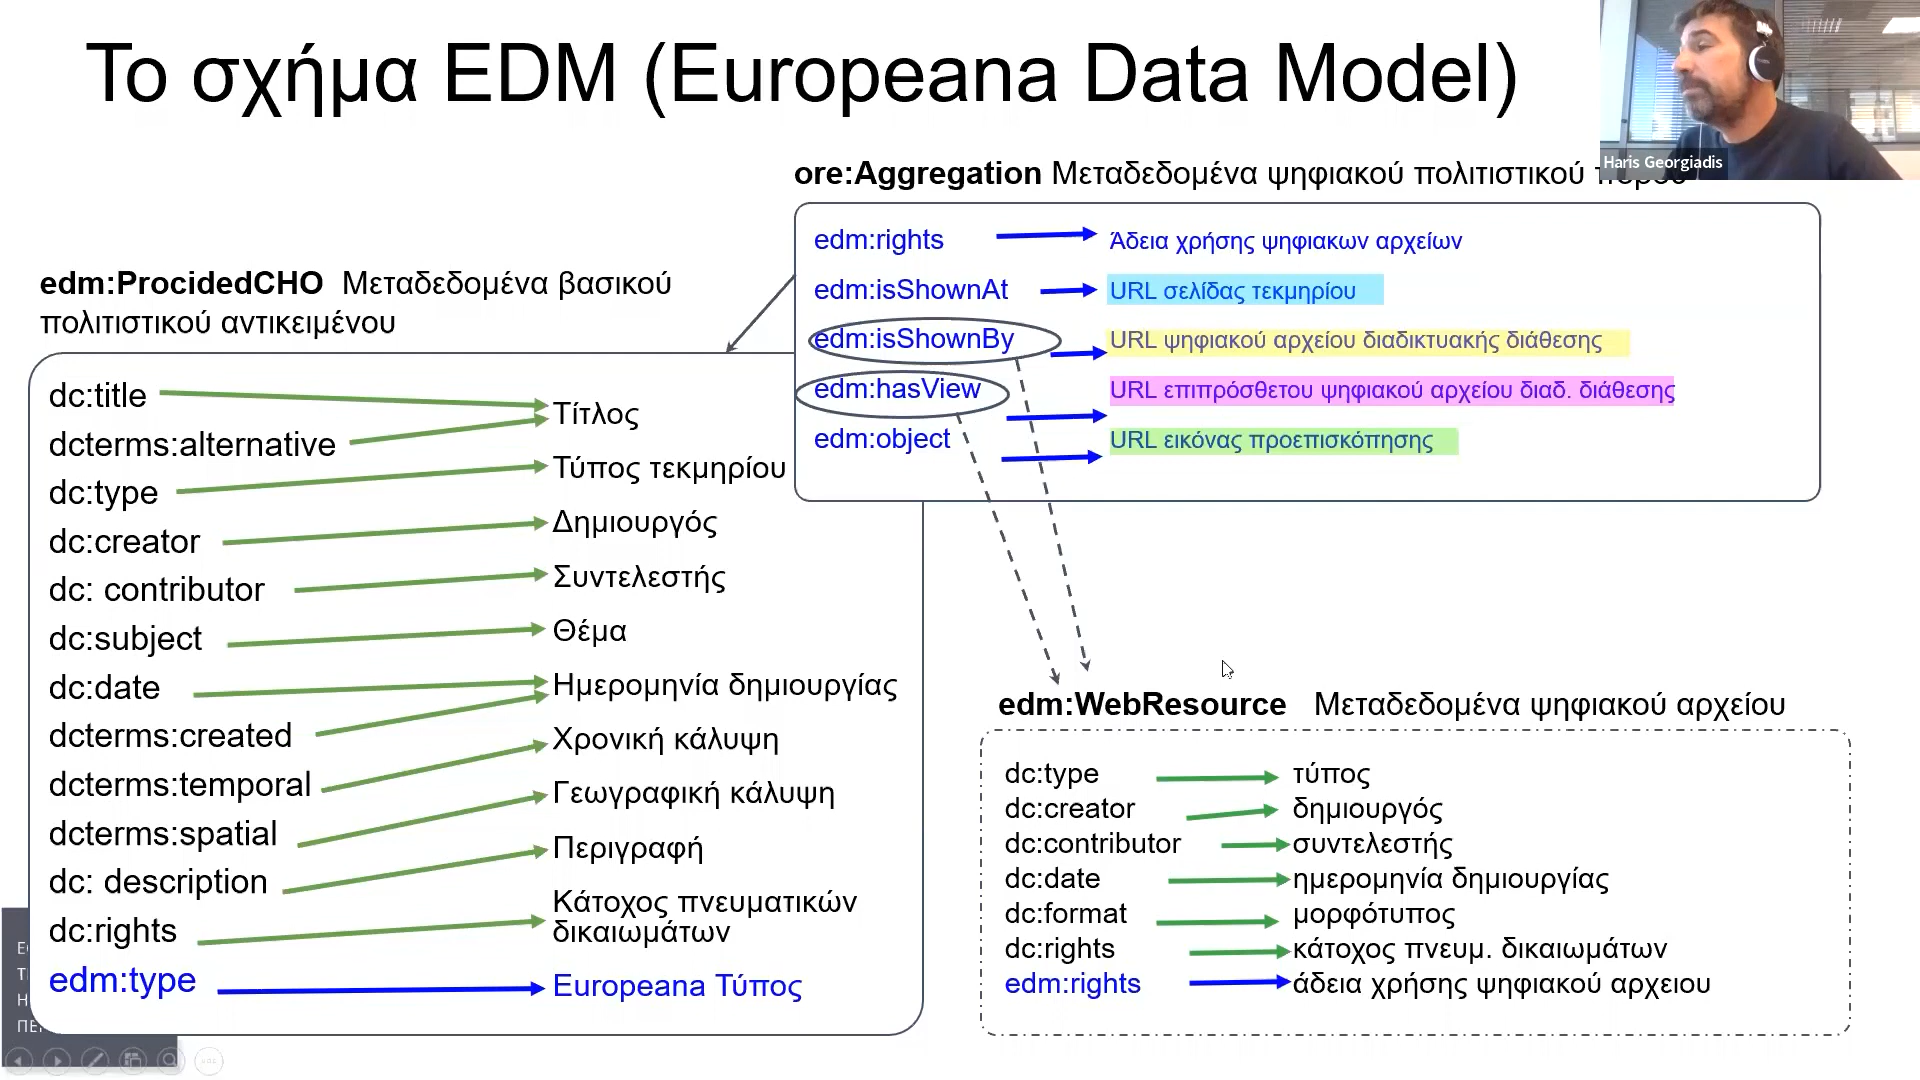 Το σχήμα EDM (Europeana Data Model)
Haris Georgiadis
ore:Aggregation Μεταδεδομένα ψηφιακού πολιτιστικού
edm:rights Άδεια χρήσης ψηφιακων αρχείων
edm:isShownAt URL σελίδας τεκμηρίου
edm:isShownBy URL ψηφιακού αρχείου διαδικτυακής διάθεσης
edm:hasView URL επιπρόσθετου ψηφιακού αρχείου διαδ. διάθεσης
edm:object URL εικόνας προεπισκόπησης
edm:ProcidedCHO Μεταδεδομένα βασικού
πολιτιστικού αντικειμένου
dc:title
dcterms:alternative
dc:type
dc:creator
dc: contributor
dc:subject
dc:date
dcterms:created
dcterms:temporal
dcterms:spatial
dc: description
dc:rights
edm:type
Τίτλος
Τύπος τεκμηρίου
Δημιουργός
Συντελεστής
Θέμα
Ημερομηνία δημιουργίας
Χρονική κάλυψη
Γεωγραφική κάλυψη
Περιγραφή
Κάτοχος πνευματικών
δικαιωμάτων
Europeana Τύπος
edm:WebResource Μεταδεδομένα ψηφιακού αρχείου
dc:type τύπος
dc:creator δημιουργός
dc:contributor συντελεστής
dc:date ημερομηνία δημιουργίας
dc:format μορφότυπος
dc:rights κάτοχος πνευμ. δικαιωμάτων
edm:rights άδεια χρήσης ψηφιακού αρχειου